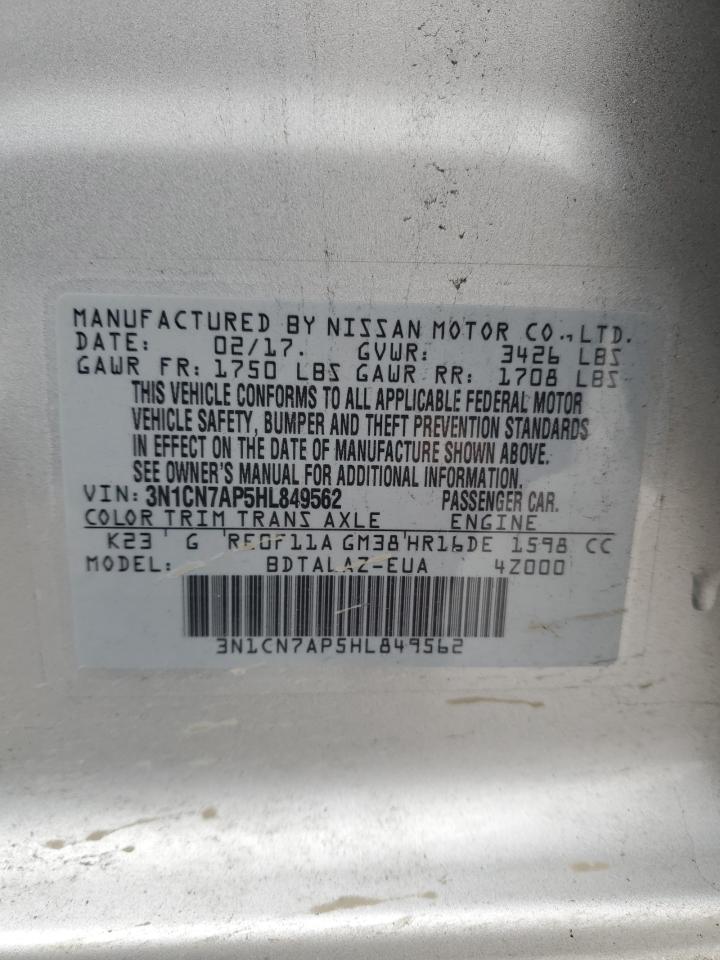 MANUFACTURED BY NISSAN MOTOR CO., LTD.
DATE: 02/17. GVWR: 3426 LBS
GAWR FR: 1750 LBS GAWR RR: 1708 LBS
THIS VEHICLE CONFORMS TO ALL APPLICABLE FEDERAL MOTOR
VEHICLE SAFETY, BUMPER AND THEFT PREVENTION STANDARDS
IN EFFECT ON THE DATE OF MANUFACTURE SHOWN ABOVE.
SEE OWNER'S MANUAL FOR ADDITIONAL INFORMATION.
VIN: 3N1CN7AP5HL849562 PASSENGER CAR.
COLOR TRIM TRANS AXLE ENGINE
K23 G RE0F11A GM38 HR16DE 1598 CC
MODEL: BDTALAZ-EUA 4Z000
3N1CN7AP5HL849562